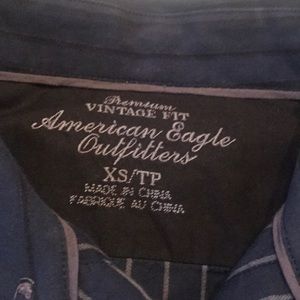 Premium
VINTAGE FIT
American Eagle
Outfitters
XS/TP
MADE IN CHINA
FABRIQUE AU CHINA